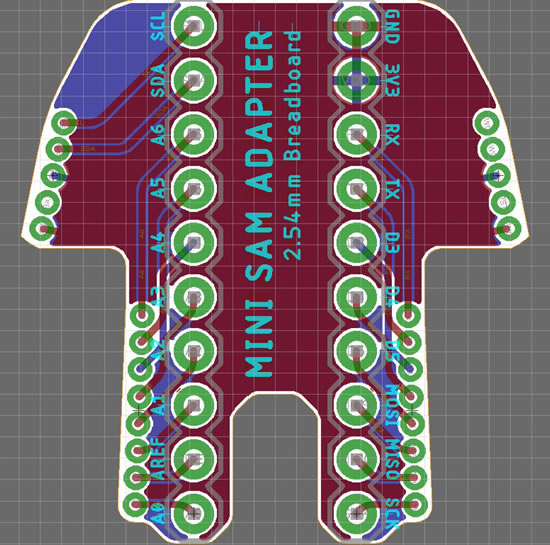 SCL
SDA
A6
A5
A4
A3
A2
A1
AREF
A0
MINI SAM ADAPTER
2.54mm Breadboard
GND
3V3
RX
TX
D3
D4
D5
MOSI
MISO
SCK
SDA